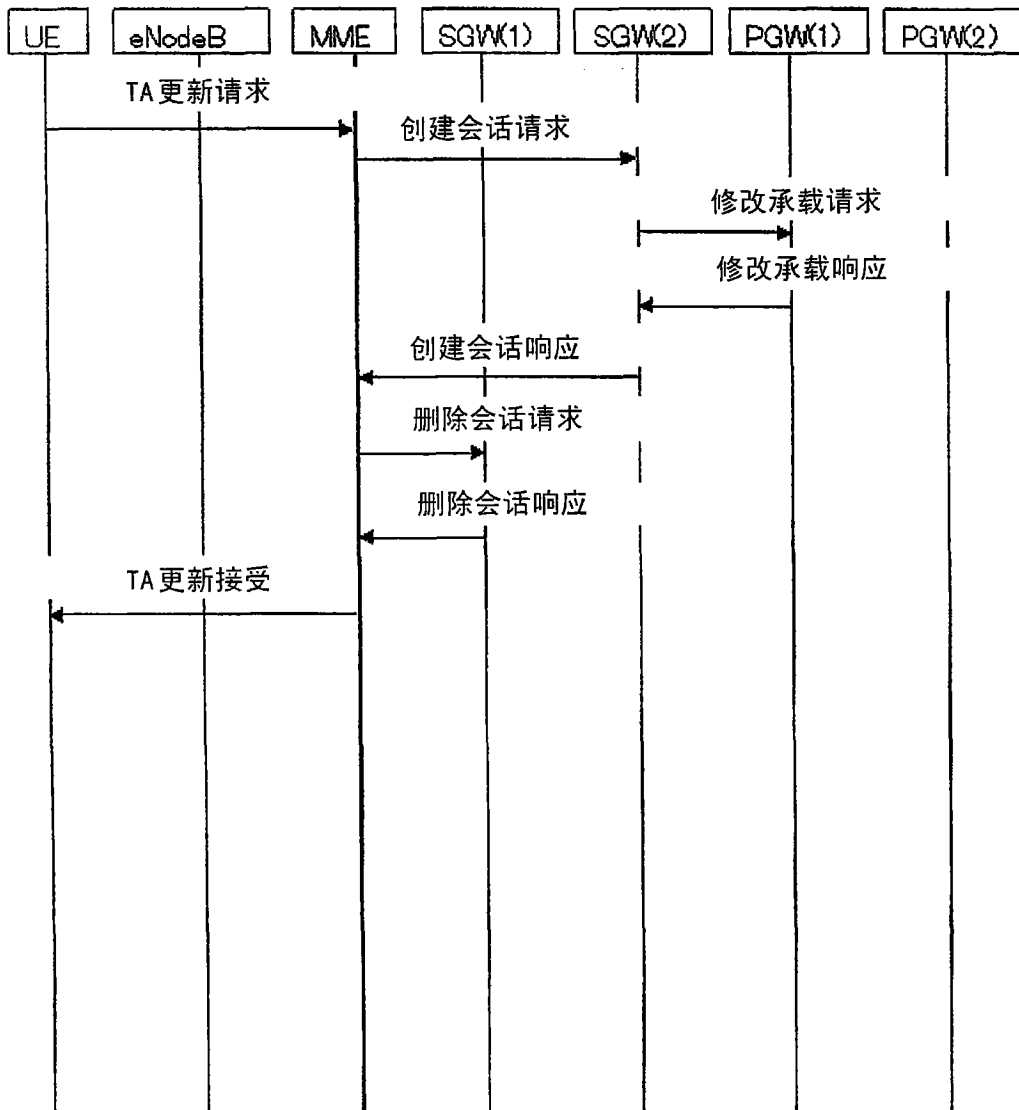 UE eNodeB MME SGW(1) SGW(2) PGW(1) PGW(2)
TA更新请求
创建会话请求
修改承载请求
修改承载响应
创建会话响应
删除会话请求
删除会话响应
TA更新接受